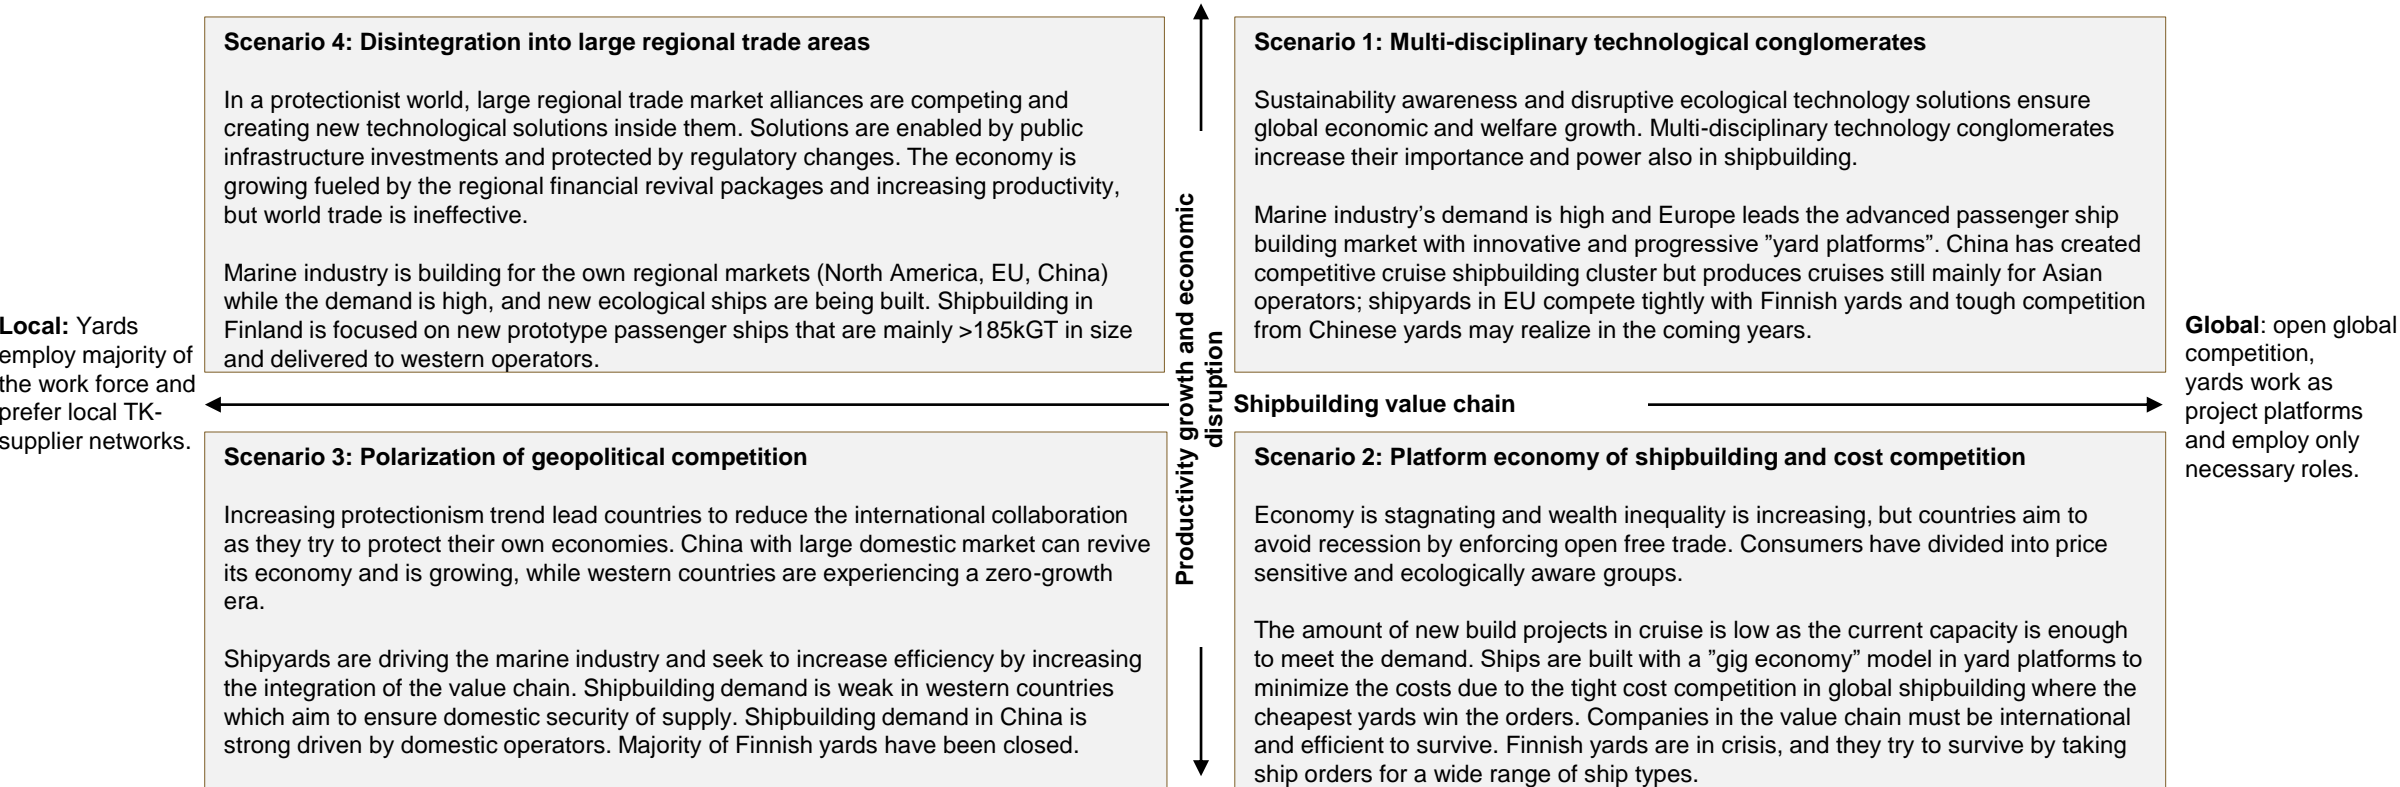 Scenario 4: Disintegration into large regional trade areas
In a protectionist world, large regional trade market alliances are competing and
creating new technological solutions inside them. Solutions are enabled by public
infrastructure investments and protected by regulatory changes. The economy is
growing fueled by the regional financial revival packages and increasing productivity,
but world trade is ineffective.
Marine industry is building for the own regional markets (North America, EU, China)
while the demand is high, and new ecological ships are being built. Shipbuilding in
Finland is focused on new prototype passenger ships that are mainly >185kGT in size
and delivered to western operators.
Scenario 1: Multi-disciplinary technological conglomerates
Sustainability awareness and disruptive ecological technology solutions ensure
global economic and welfare growth. Multi-disciplinary technology conglomerates
increase their importance and power also in shipbuilding.
Marine industry’s demand is high and Europe leads the advanced passenger ship
building market with innovative and progressive ”yard platforms”. China has created
competitive cruise shipbuilding cluster but produces cruises still mainly for Asian
operators; shipyards in EU compete tightly with Finnish yards and tough competition
from Chinese yards may realize in the coming years.
Local: Yards
employ majority of
the work force and
prefer local TK-
supplier networks.
Productivity growth and economic
disruption
Shipbuilding value chain
Global: open global
competition,
yards work as
project platforms
and employ only
necessary roles.
Scenario 3: Polarization of geopolitical competition
Increasing protectionism trend lead countries to reduce the international collaboration
as they try to protect their own economies. China with large domestic market can revive
its economy and is growing, while western countries are experiencing a zero-growth
era.
Shipyards are driving the marine industry and seek to increase efficiency by increasing
the integration of the value chain. Shipbuilding demand is weak in western countries
which aim to ensure domestic security of supply. Shipbuilding demand in China is
strong driven by domestic operators. Majority of Finnish yards have been closed.
Scenario 2: Platform economy of shipbuilding and cost competition
Economy is stagnating and wealth inequality is increasing, but countries aim to
avoid recession by enforcing open free trade. Consumers have divided into price
sensitive and ecologically aware groups.
The amount of new build projects in cruise is low as the current capacity is enough
to meet the demand. Ships are built with a ”gig economy” model in yard platforms to
minimize the costs due to the tight cost competition in global shipbuilding where the
cheapest yards win the orders. Companies in the value chain must be international
and efficient to survive. Finnish yards are in crisis, and they try to survive by taking
ship orders for a wide range of ship types.